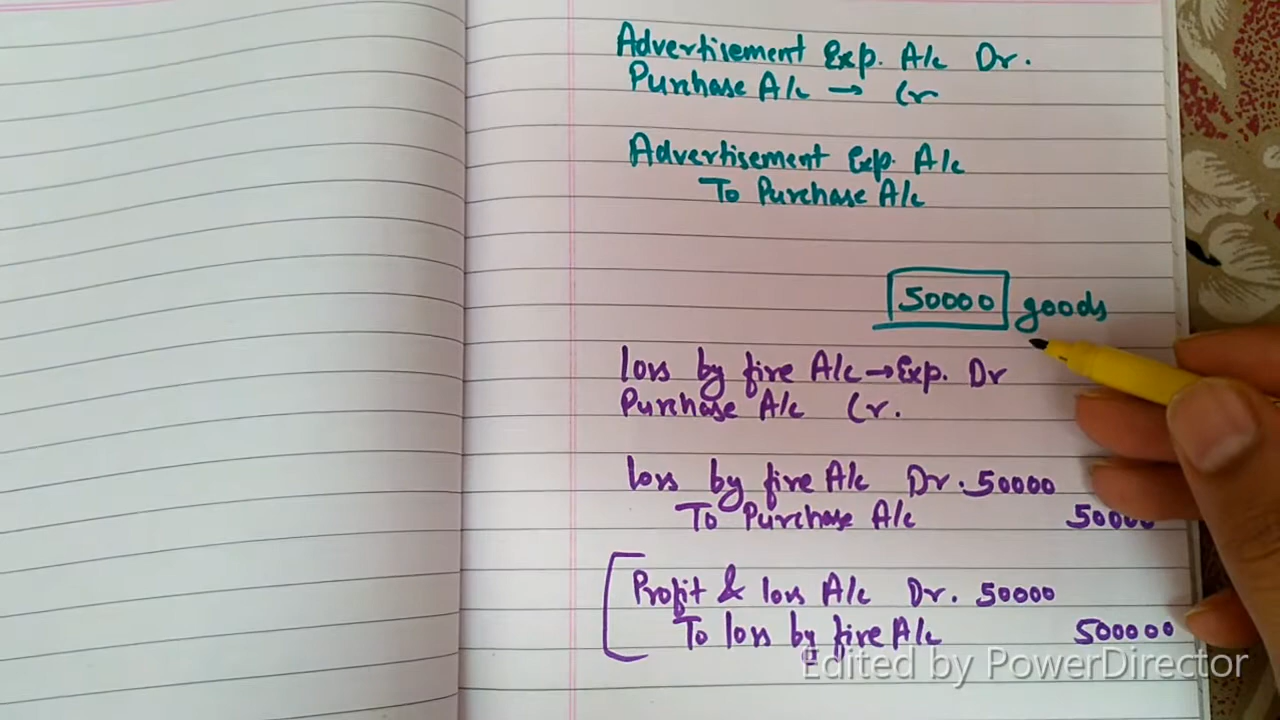 Advertisement Exp. A/c Dr.
Purchase A/c → Cr
Advertisement Exp. A/c
To Purchase A/c
50000 goods
loss by fire A/c → Exp. Dr
Purchase A/c Cr.
loss by fire A/c Dr. 50000
To Purchase A/c 50000
Profit & loss A/c Dr. 50000
To loss by fire A/c 500000
Edited by PowerDirector